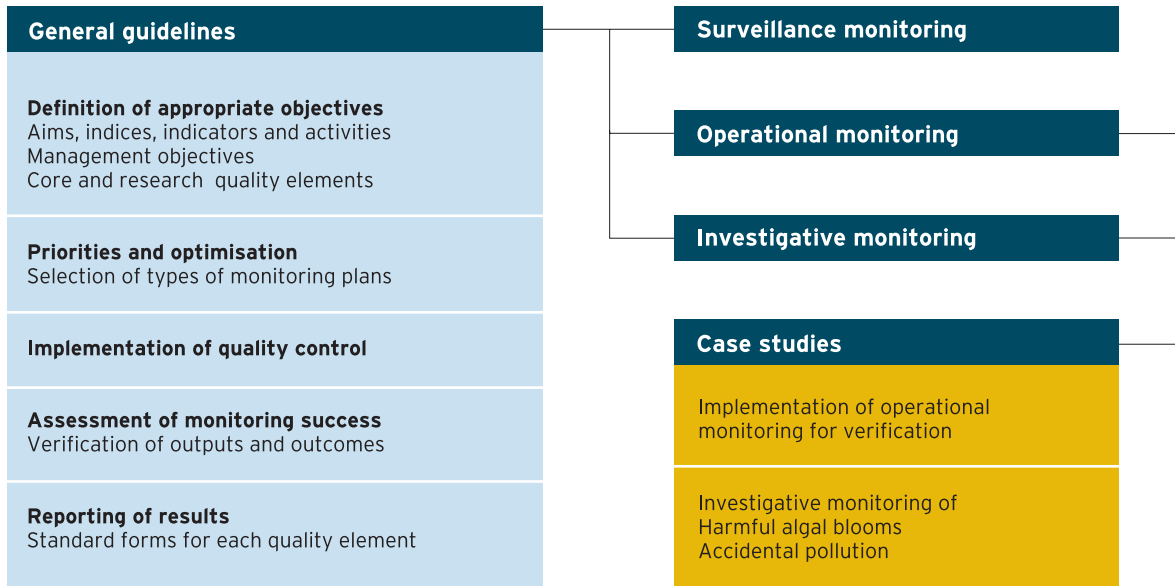 General guidelines
Definition of appropriate objectives
Aims, indices, indicators and activities
Management objectives
Core and research quality elements
Priorities and optimisation
Selection of types of monitoring plans
Implementation of quality control
Assessment of monitoring success
Verification of outputs and outcomes
Reporting of results
Standard forms for each quality element
Surveillance monitoring
Operational monitoring
Investigative monitoring
Case studies
Implementation of operational
monitoring for verification
Investigative monitoring of
Harmful algal blooms
Accidental pollution